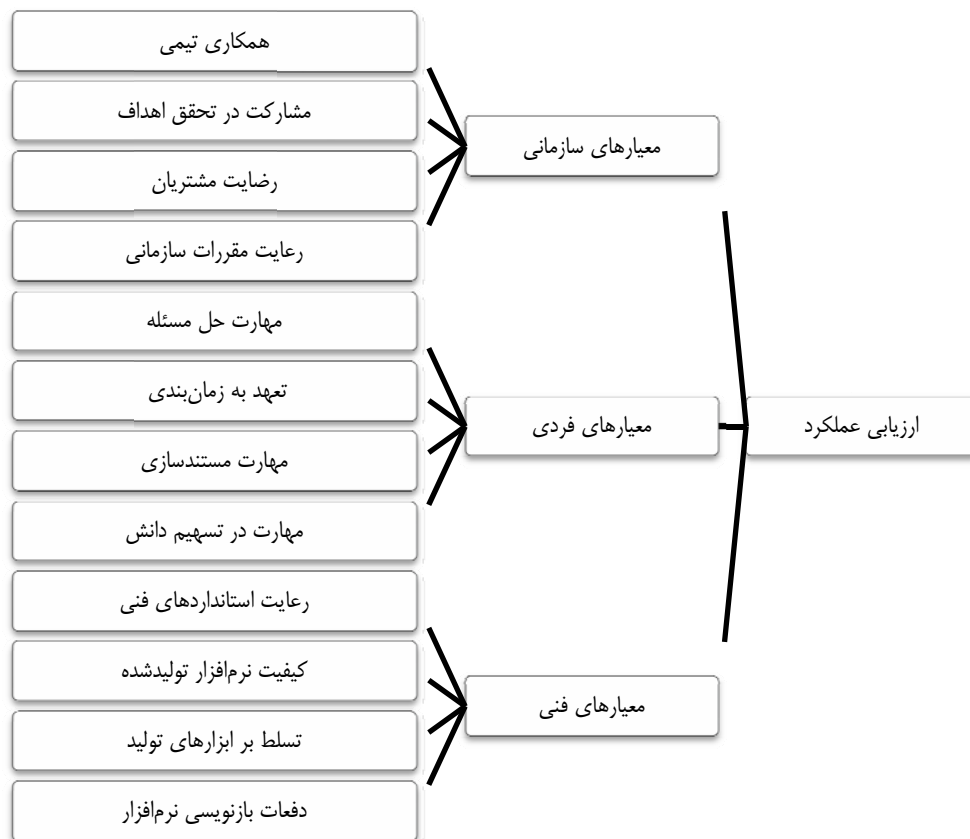 ارزیابی عملکرد
معیارهای سازمانی
همکاری تیمی
مشارکت در تحقق اهداف
رضایت مشتریان
رعایت مقررات سازمانی
معیارهای فردی
مهارت حل مسئله
تعهد به زمان‌بندی
مهارت مستندسازی
مهارت در تسهیم دانش
معیارهای فنی
رعایت استانداردهای فنی
کیفیت نرم‌افزار تولیدشده
تسلط بر ابزارهای تولید
دفعات بازنویسی نرم‌افزار